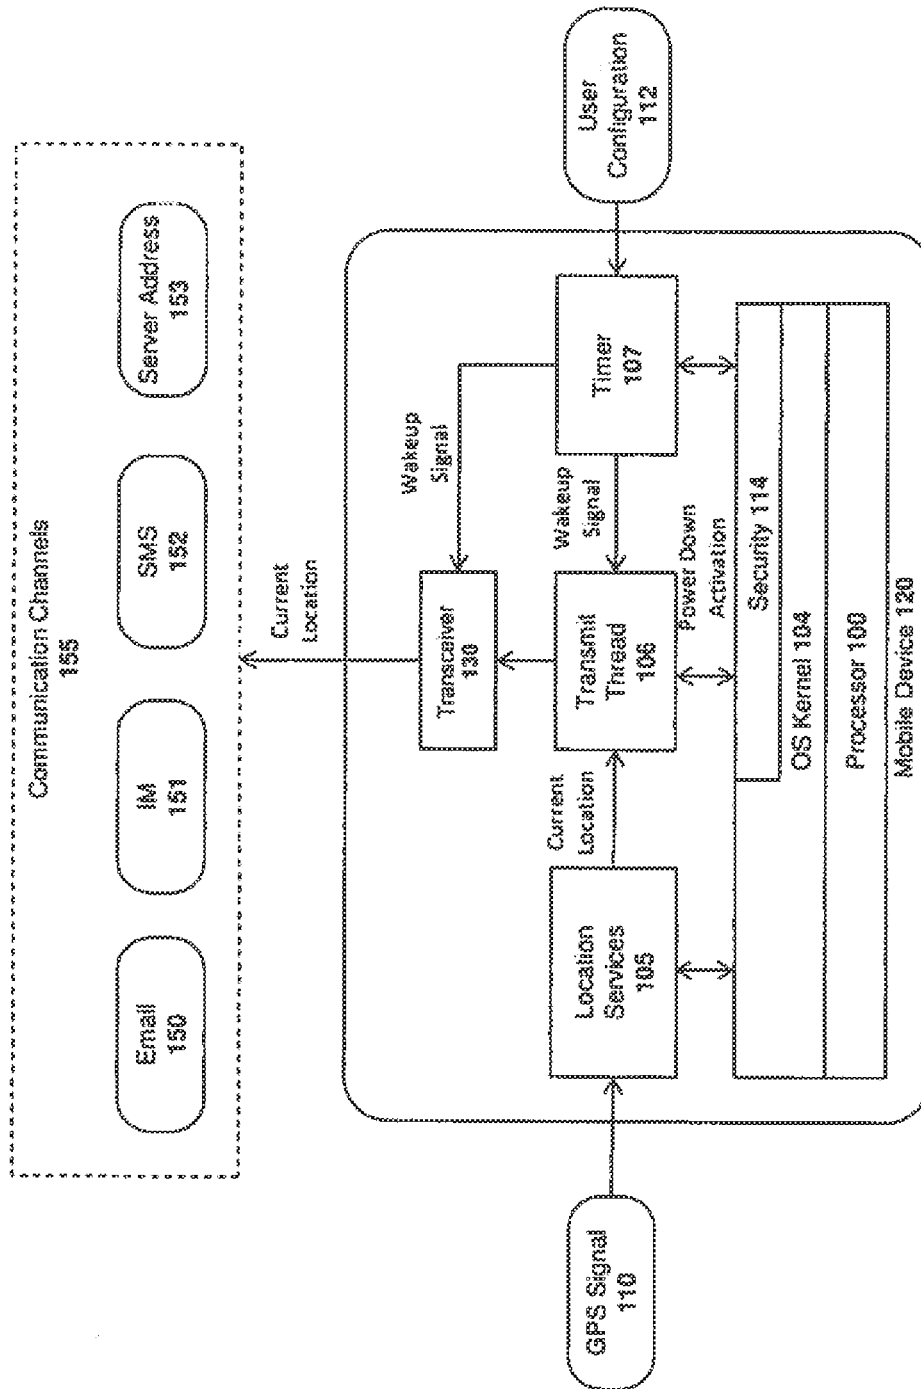 Communication Channels
155
Email
150
IM
151
SMS
152
Server Address
153
Current
Location
Transceiver
130
Wakeup
Signal
GPS Signal
110
Location
Services
105
Current
Location
Transmit
Thread
106
Wakeup
Signal
Timer
107
User
Configuration
112
Power Down
Activation
Security 114
OS Kernel 104
Processor 100
Mobile Device 120